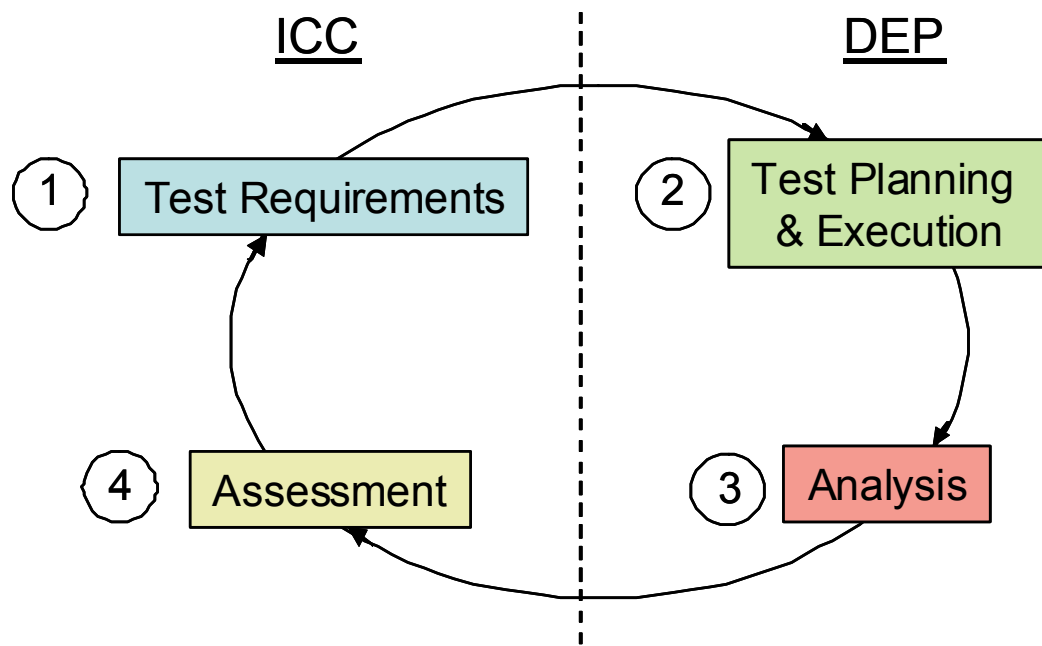 ICC
DEP
1
Test Requirements
2
Test Planning
& Execution
4
Assessment
3
Analysis